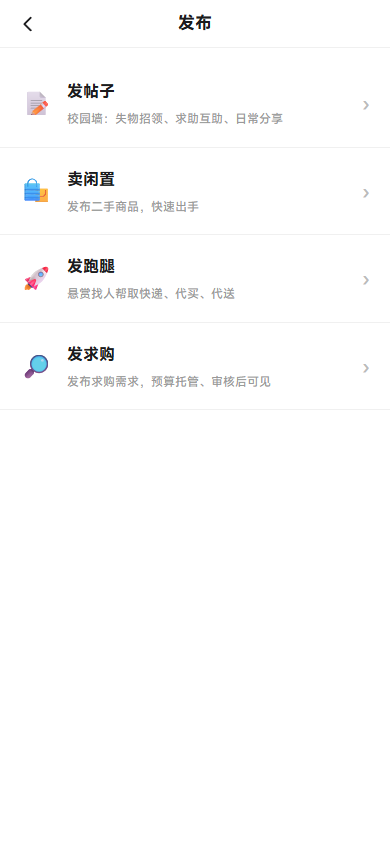 发布
发帖子
校园墙：失物招领、求助互助、日常分享
卖闲置
发布二手商品，快速出手
发跑腿
悬赏找人帮取快递、代买、代送
发求购
发布求购需求，预算托管、审核后可见